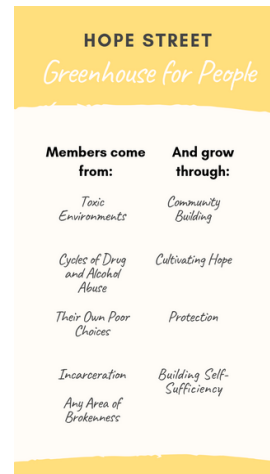 HOPE STREET
Greenhouse for People
Members come
from:
Toxic
Environments
Cycles of Drug
and Alcohol
Abuse
Their Own Poor
Choices
Incarceration
Any Area of
Brokenness
And grow
through:
Community
Building
Cultivating Hope
Protection
Building Self-
Sufficiency